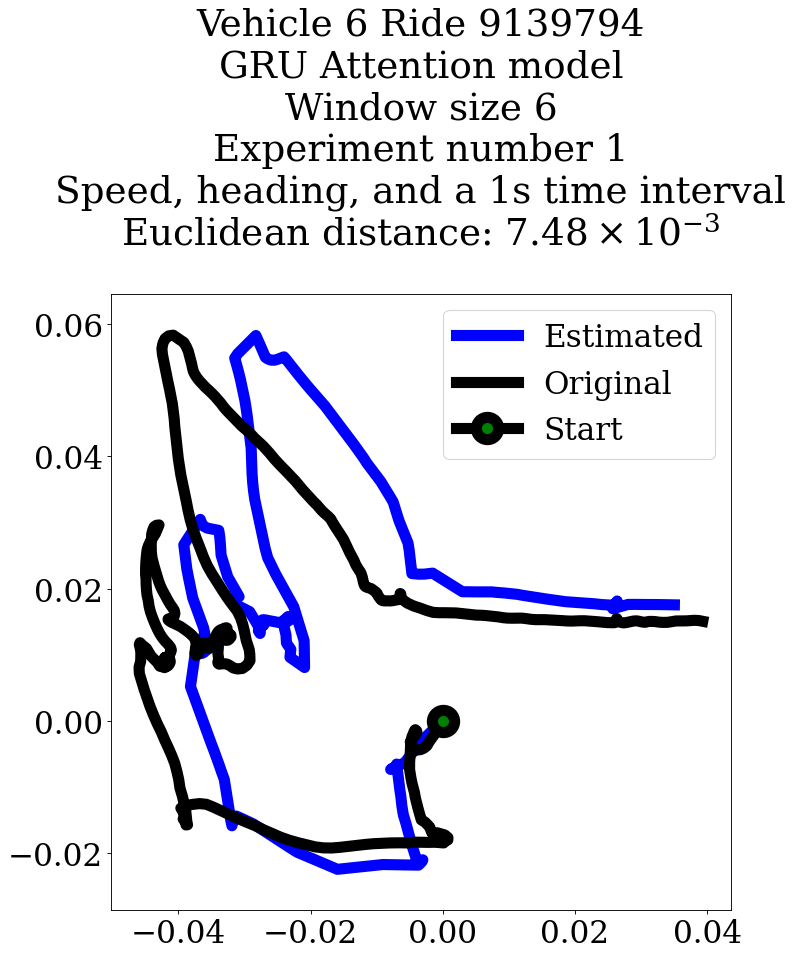 Vehicle 6 Ride 9139794
GRU Attention model
Window size 6
Experiment number 1
Speed, heading, and a 1s time interval
Euclidean distance: 7.48 × 10⁻³
Estimated
Original
Start
0.06
0.04
0.02
0.00
−0.02
−0.04 −0.02 0.00 0.02 0.04